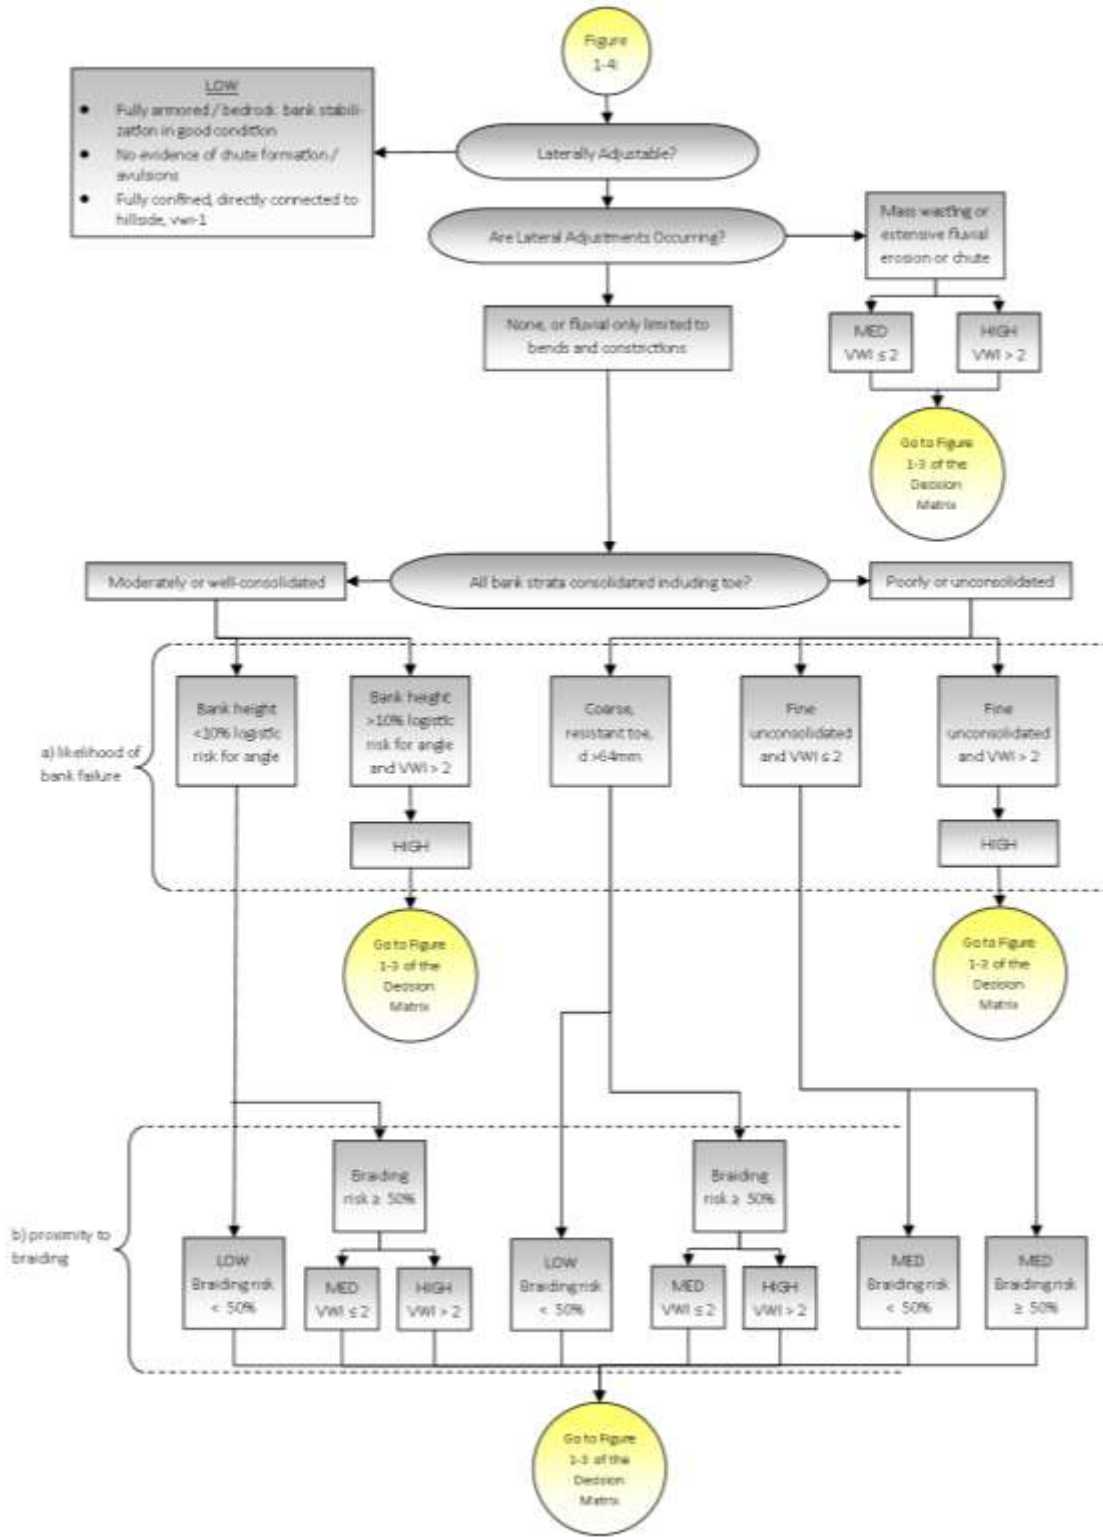 Figure
1-4:
LOW
● Fully armored / bedrock bank stabili-
zation in good condition
● No evidence of chute formation /
avulsions
● Fully confined, directly connected to
hillside, vwi-1
Laterally Adjustable?
Are Lateral Adjustments Occurring?
Mass wasting or
extensive fluvial
erosion or chute
None, or fluvial only limited to
bends and constrictions
MED
VWI ≤ 2
HIGH
VWI > 2
Go to Figure
1-3 of the
Decision
Matrix
Moderately or well-consolidated
All bank strata consolidated including toe?
Poorly or unconsolidated
a) likelihood of
bank failure
Bank height
<10% logistic
risk for angle
Bank height
>10% logistic
risk for angle
and VWI > 2
Coarse,
resistant toe,
d >64mm
Fine
unconsolidated
and VWI ≤ 2
Fine
unconsolidated
and VWI > 2
HIGH
HIGH
Go to Figure
1-3 of the
Decision
Matrix
Go to Figure
1-3 of the
Decision
Matrix
b) proximity to
braiding
Braiding
risk ≥ 50%
Braiding
risk ≥ 50%
LOW
Braiding risk
< 50%
MED
VWI ≤ 2
HIGH
VWI > 2
LOW
Braiding risk
< 50%
MED
VWI ≤ 2
HIGH
VWI > 2
MED
Braiding risk
< 50%
MED
Braiding risk
≥ 50%
Go to Figure
1-3 of the
Decision
Matrix